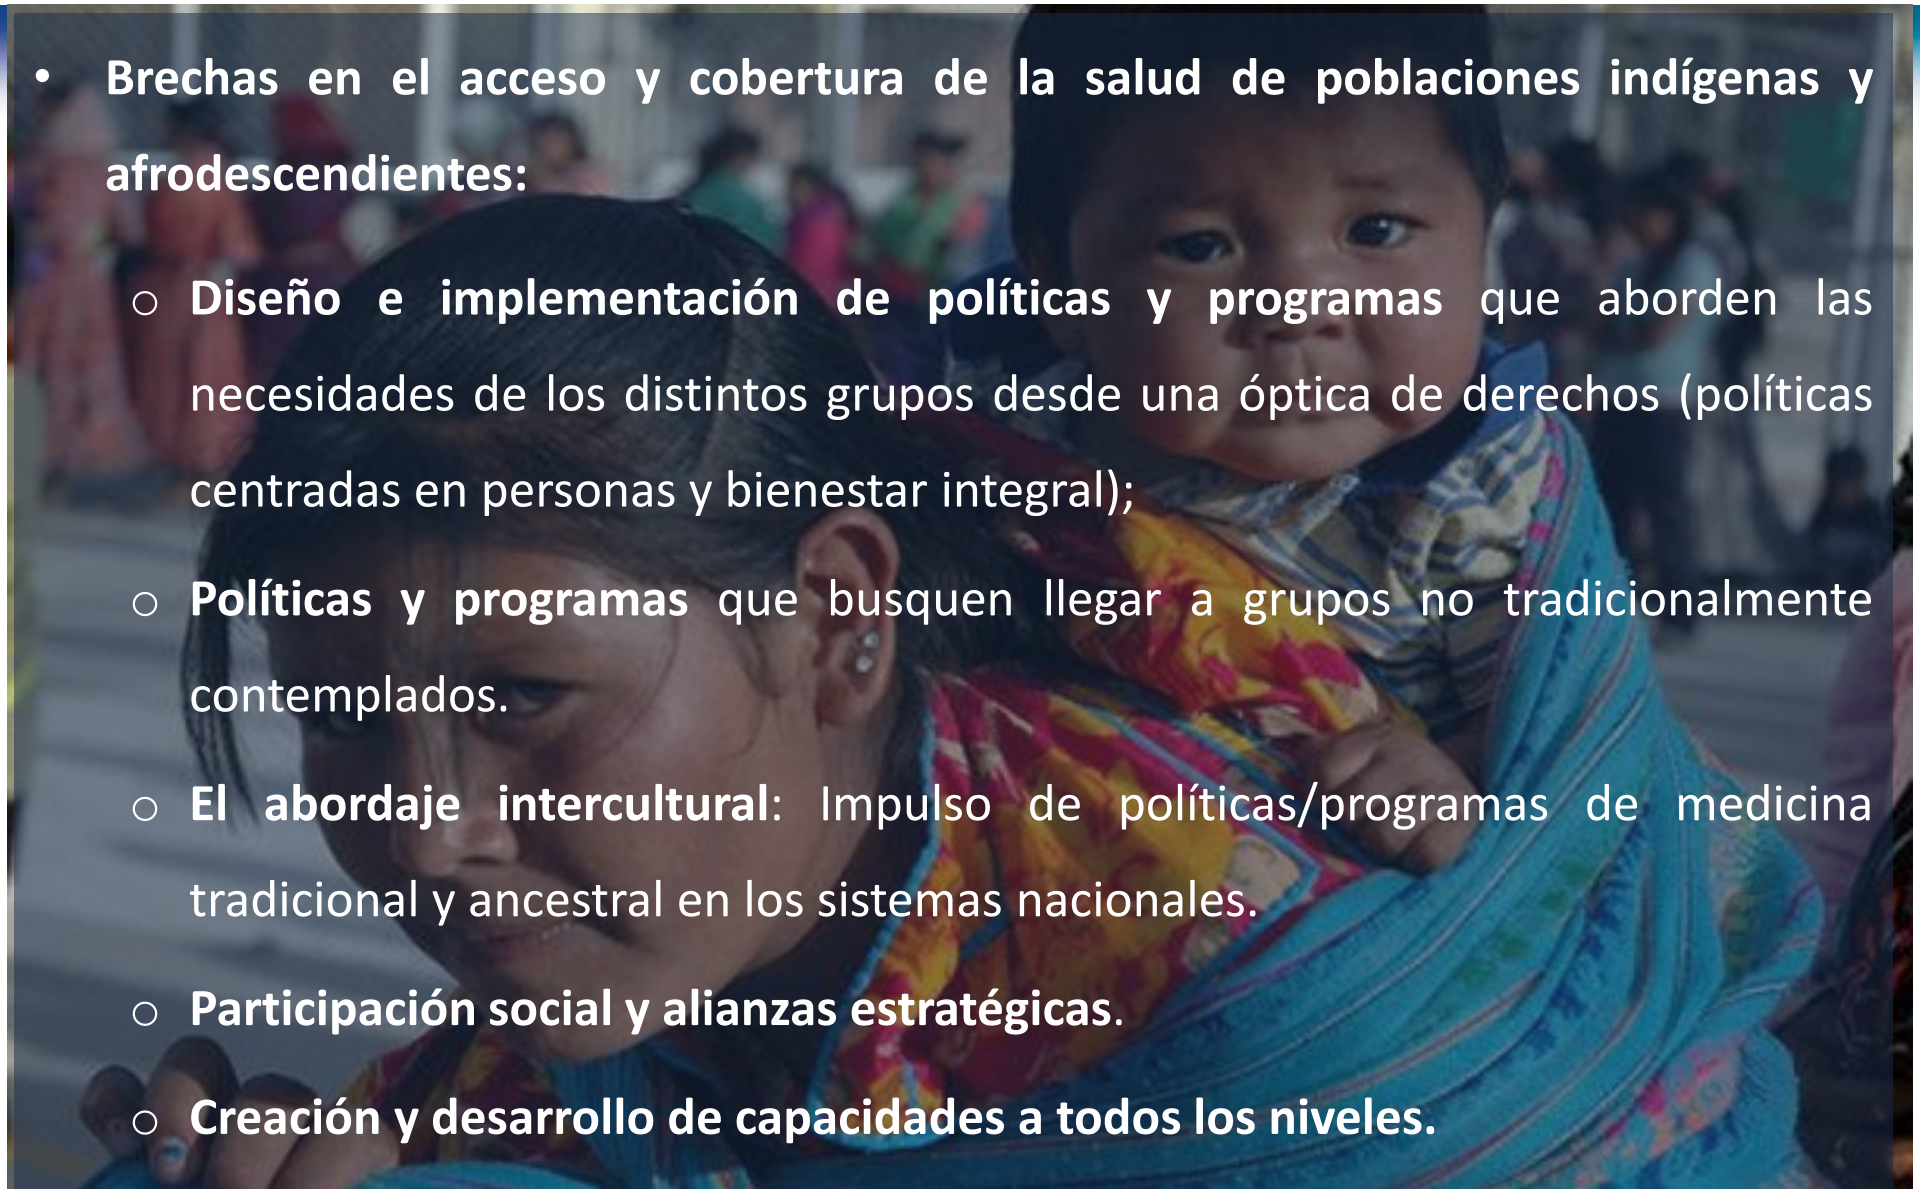 • Brechas en el acceso y cobertura de la salud de poblaciones indígenas y
afrodescendientes:
o Diseño e implementación de políticas y programas que aborden las
necesidades de los distintos grupos desde una óptica de derechos (políticas
centradas en personas y bienestar integral);
o Políticas y programas que busquen llegar a grupos no tradicionalmente
contemplados.
o El abordaje intercultural: Impulso de políticas/programas de medicina
tradicional y ancestral en los sistemas nacionales.
o Participación social y alianzas estratégicas.
o Creación y desarrollo de capacidades a todos los niveles.